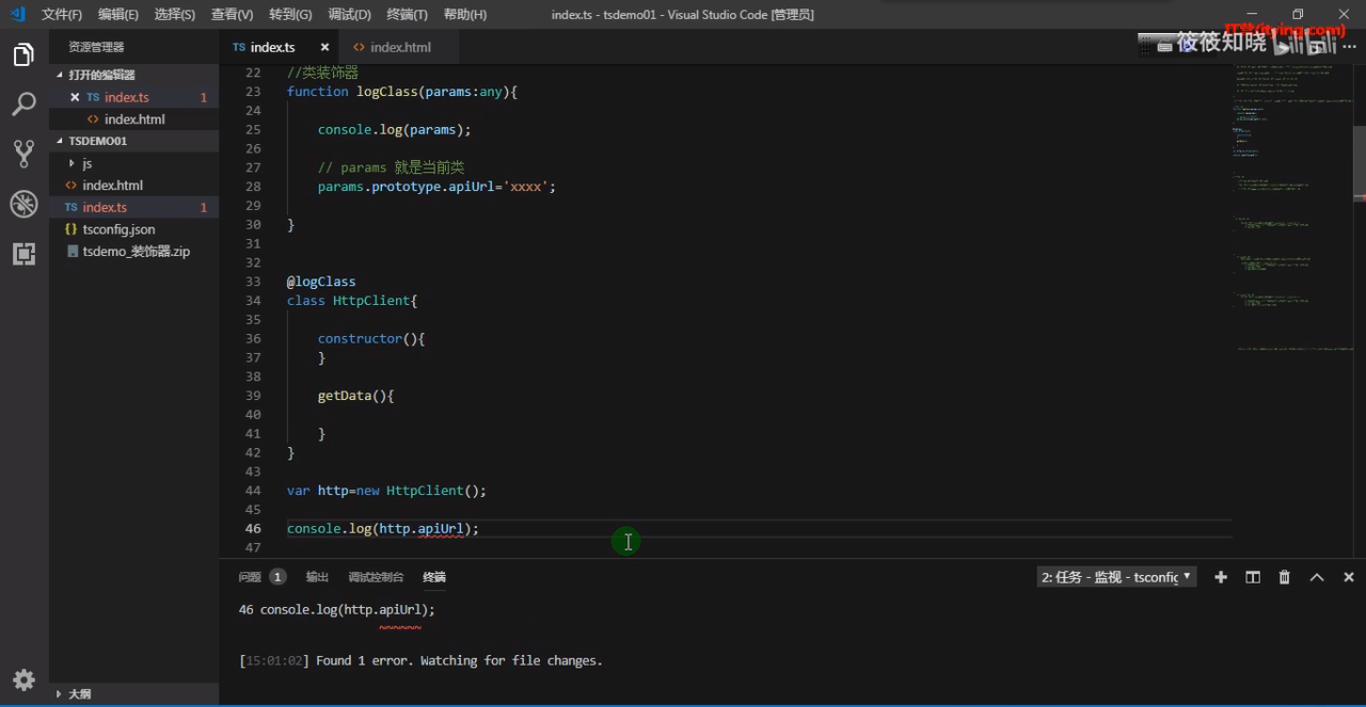 文件(F) 编辑(E) 选择(S) 查看(V) 转到(G) 调试(D) 终端(T) 帮助(H) index.ts - tsdemo01 - Visual Studio Code [管理员]
IT营(itying.com)
筱筱知晓 bilibili
资源管理器
打开的编辑器
TS index.ts 1
<> index.html
TSDEMO01
js
<> index.html
TS index.ts 1
{} tsconfig.json
tsdemo_装饰器.zip
大纲
TS index.ts <> index.html
22 //类装饰器
23 function logClass(params:any){
24
25 console.log(params);
26
27 // params 就是当前类
28 params.prototype.apiUrl='xxxx';
29
30 }
31
32
33 @logClass
34 class HttpClient{
35
36 constructor(){
37 }
38
39 getData(){
40
41 }
42 }
43
44 var http=new HttpClient();
45
46 console.log(http.apiUrl);
47
问题 1 输出 调试控制台 终端 2: 任务 - 监视 - tsconfig
46 console.log(http.apiUrl);
[15:01:02] Found 1 error. Watching for file changes.